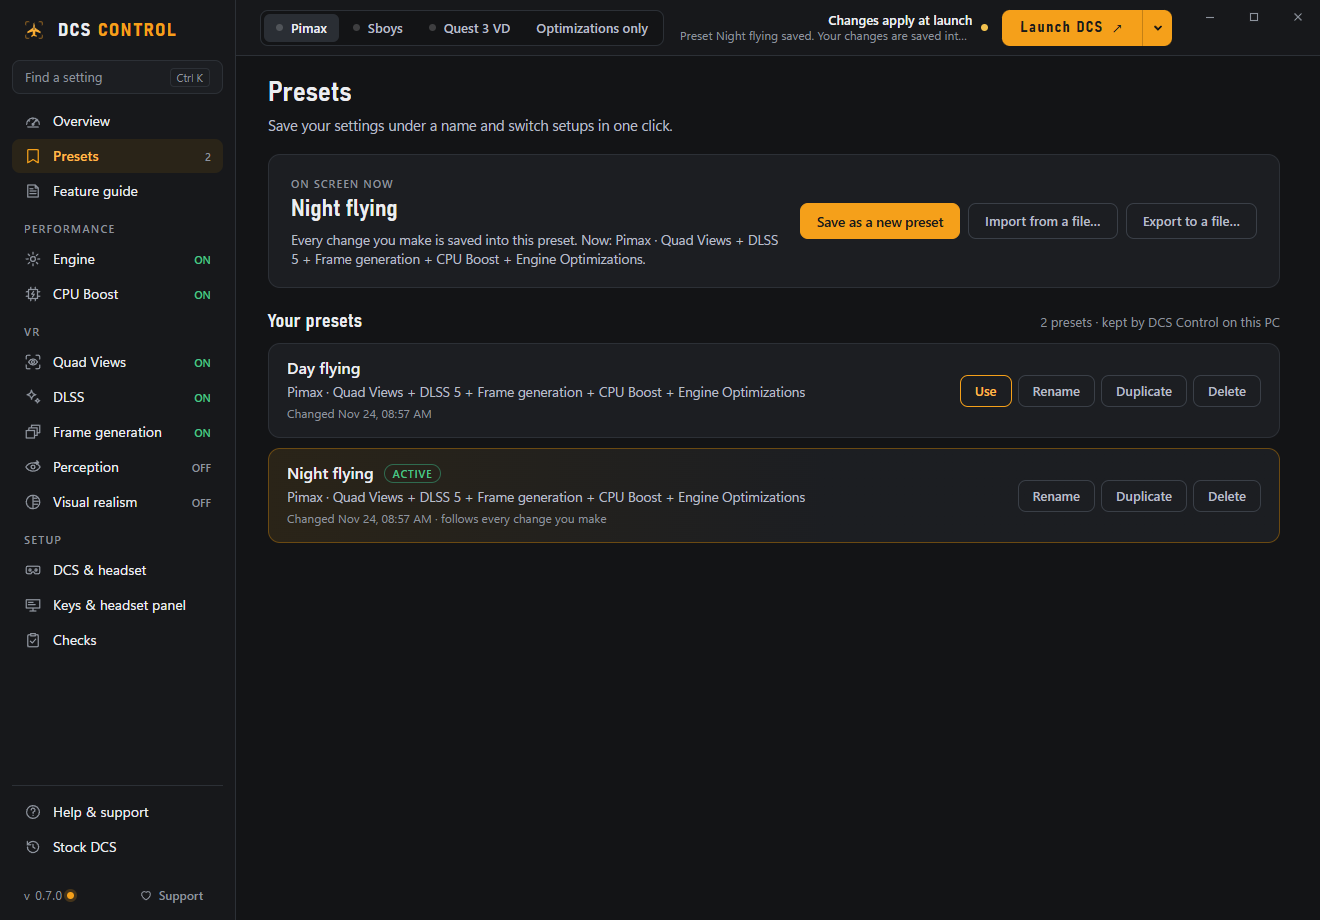 DCS CONTROL
Find a setting Ctrl K
Overview
Presets 2
Feature guide
PERFORMANCE
Engine ON
CPU Boost ON
VR
Quad Views ON
DLSS ON
Frame generation ON
Perception OFF
Visual realism OFF
SETUP
DCS & headset
Keys & headset panel
Checks
Help & support
Stock DCS
v 0.7.0
Support
Pimax Sboys Quest 3 VD Optimizations only
Changes apply at launch
Preset Night flying saved. Your changes are saved int...
Launch DCS ↗
Presets
Save your settings under a name and switch setups in one click.
ON SCREEN NOW
Night flying
Every change you make is saved into this preset. Now: Pimax · Quad Views + DLSS
5 + Frame generation + CPU Boost + Engine Optimizations.
Save as a new preset Import from a file... Export to a file...
Your presets
2 presets · kept by DCS Control on this PC
Day flying
Pimax · Quad Views + DLSS 5 + Frame generation + CPU Boost + Engine Optimizations
Changed Nov 24, 08:57 AM
Use Rename Duplicate Delete
Night flying ACTIVE
Pimax · Quad Views + DLSS 5 + Frame generation + CPU Boost + Engine Optimizations
Changed Nov 24, 08:57 AM · follows every change you make
Rename Duplicate Delete